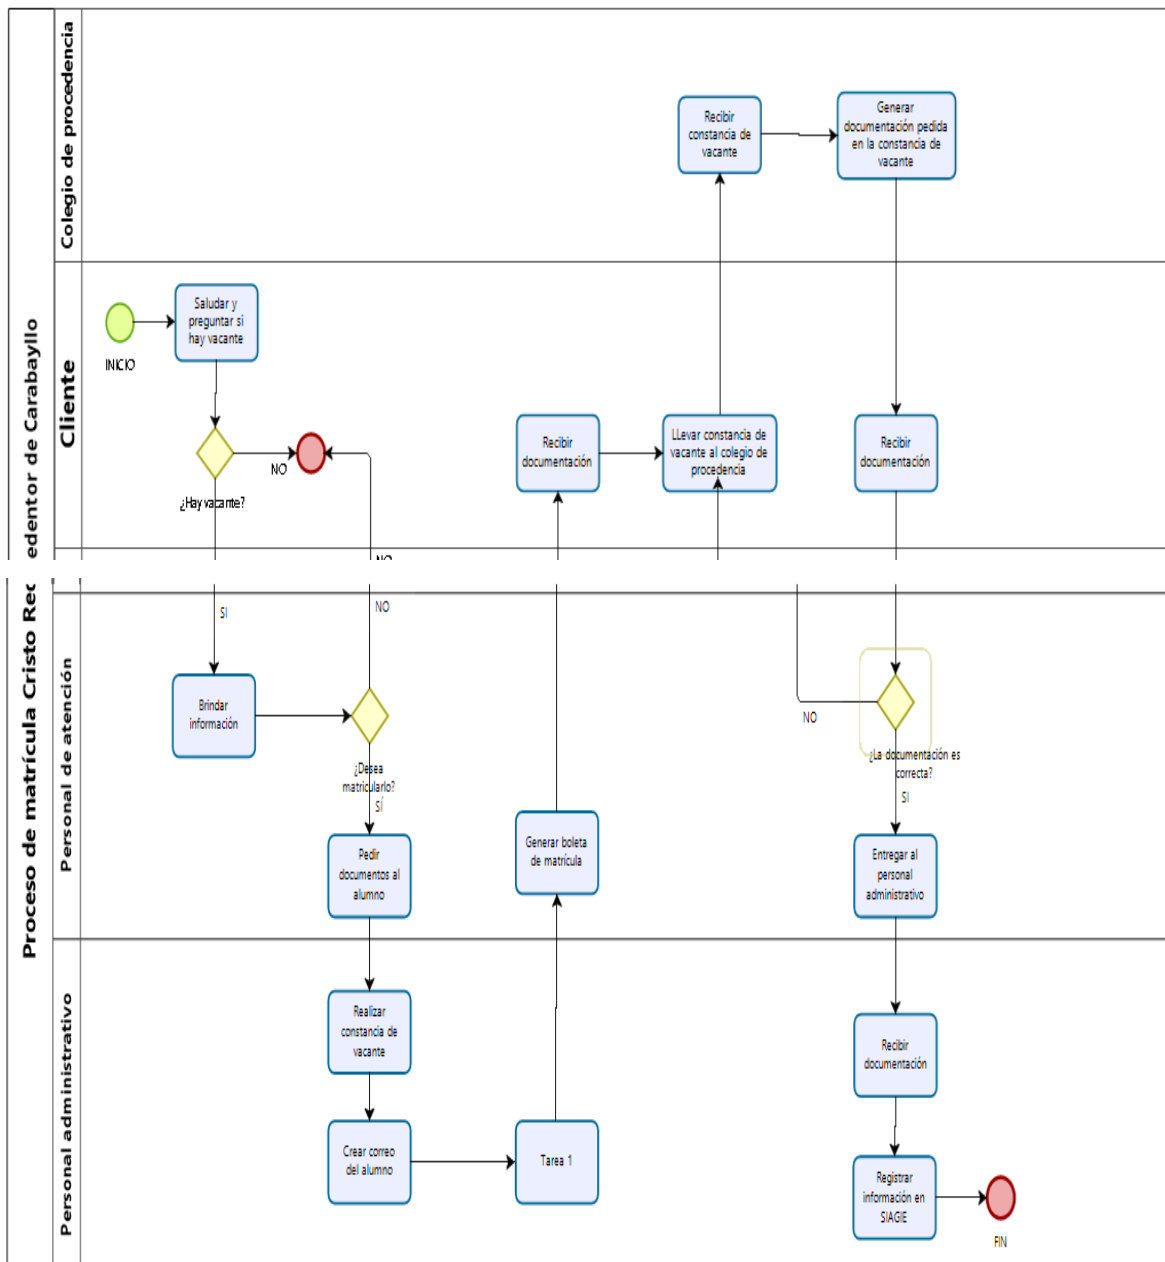 Proceso de matrícula Cristo Redentor de Carabayllo
Colegio de procedencia
Recibir
constancia de
vacante
Generar
documentación pedida
en la constancia de
vacante
Cliente
INICIO
Saludar y
preguntar si
hay vacante
¿Hay vacante?
NO
Recibir
documentación
LLevar constancia de
vacante al colegio de
procedencia
Recibir
documentación
NO
Personal de atención
SI
NO
Brindar
información
¿Desea
matricularlo?
SÍ
Pedir
documentos al
alumno
Generar boleta
de matrícula
NO
¿La documentación es
correcta?
SI
Entregar al
personal
administrativo
Personal administrativo
Realizar
constancia de
vacante
Crear correo
del alumno
Tarea 1
Recibir
documentación
Registrar
información en
SIAGIE
FIN